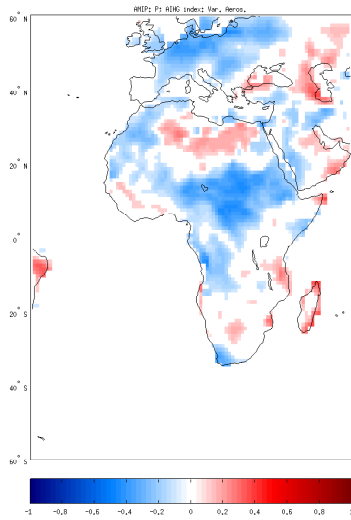 AMIP: P: AIHG index: Var. Aeros.
60° N
40° N
20° N
0°
20° S
40° S
60° S
-1 -0.8 -0.6 -0.4 -0.2 0 0.2 0.4 0.6 0.8